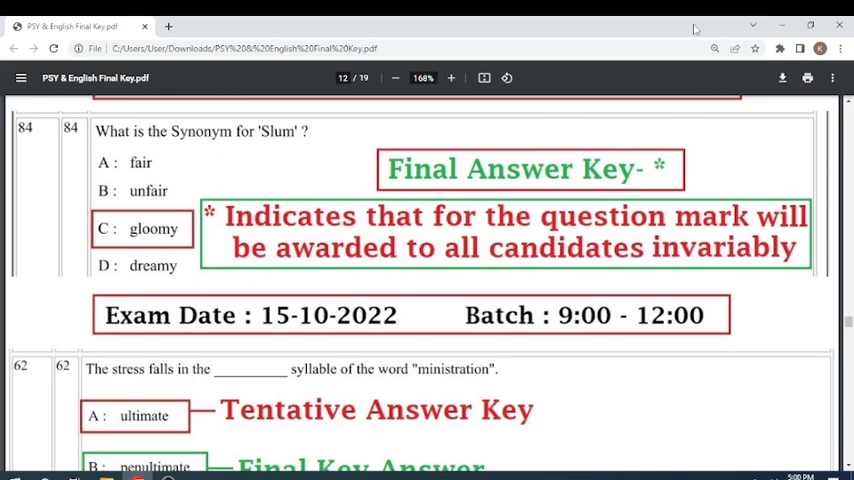 PSY & English Final Key.pdf
File
C:/Users/User/Downloads/PSY%20&%20English%20Final%20Key.pdf
K
PSY & English Final Key.pdf
12 / 19
168%
84 84 What is the Synonym for 'Slum' ?
A : fair
B : unfair
C : gloomy
D : dreamy
Final Answer Key- *
* Indicates that for the question mark will
be awarded to all candidates invariably
Exam Date : 15-10-2022 Batch : 9:00 - 12:00
62 62 The stress falls in the __________ syllable of the word "ministration".
A : ultimate
Tentative Answer Key
B : penultimate
Final Key Answer
5:00 PM